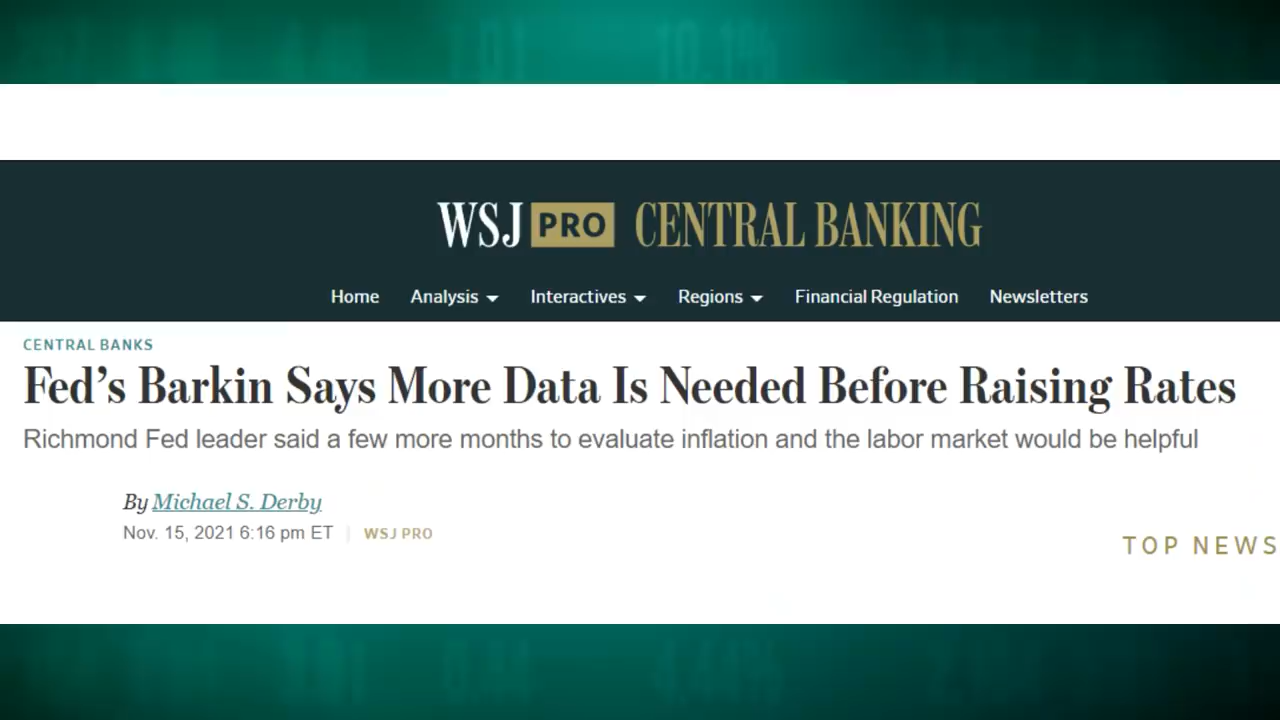 WSJ PRO CENTRAL BANKING
Home Analysis Interactives Regions Financial Regulation Newsletters
CENTRAL BANKS
Fed’s Barkin Says More Data Is Needed Before Raising Rates
Richmond Fed leader said a few more months to evaluate inflation and the labor market would be helpful
By Michael S. Derby
Nov. 15, 2021 6:16 pm ET | WSJ PRO
TOP NEWS